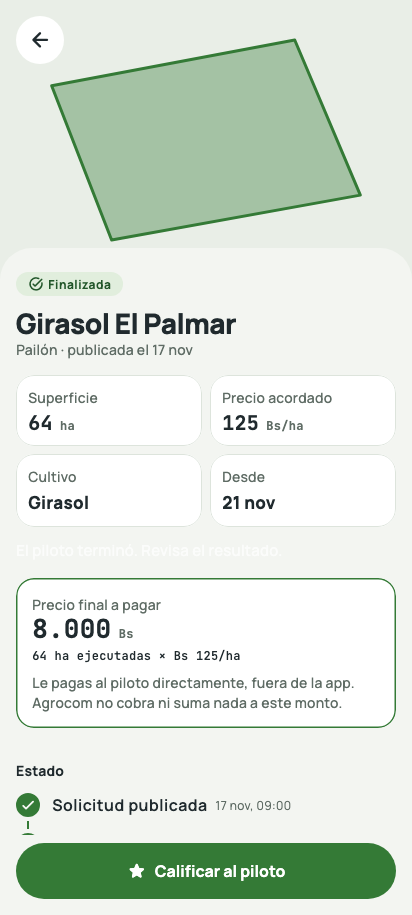 Finalizada
Girasol El Palmar
Pailón · publicada el 17 nov
Superficie
64 ha
Precio acordado
125 Bs/ha
Cultivo
Girasol
Desde
21 nov
El piloto terminó. Revisa el resultado.
Precio final a pagar
8.000 Bs
64 ha ejecutadas × Bs 125/ha
Le pagas al piloto directamente, fuera de la app.
Agrocom no cobra ni suma nada a este monto.
Estado
Solicitud publicada 17 nov, 09:00
Calificar al piloto